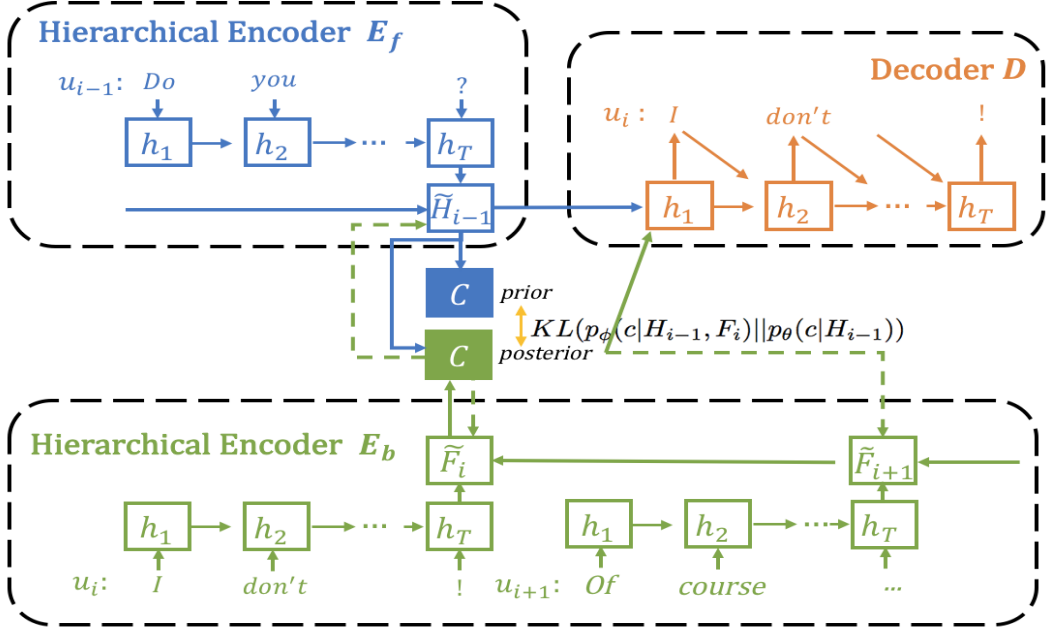 Hierarchical Encoder E_f
u_{i-1}: Do you ?
h_1 h_2 ... h_T
H̃_{i-1}
Decoder D
u_i: I don't !
h_1 h_2 ... h_T
C prior
KL(p_ϕ(c|H_{i-1}, F_i)||p_θ(c|H_{i-1}))
C posterior
Hierarchical Encoder E_b
F̃_i F̃_{i+1}
h_1 h_2 ... h_T h_1 h_2 ... h_T
u_i: I don't ! u_{i+1}: Of course ...